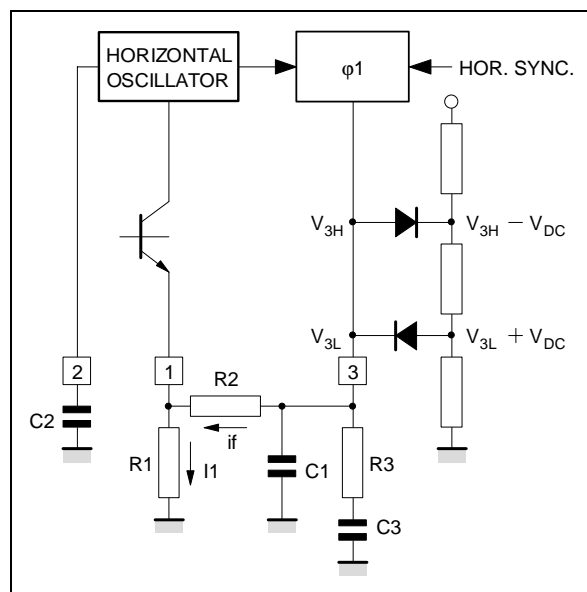 HORIZONTAL
OSCILLATOR
φ1
HOR. SYNC.
V3H
V3H − VDC
V3L
V3L + VDC
2
1
3
R2
C2
if
R1
I1
C1
R3
C3